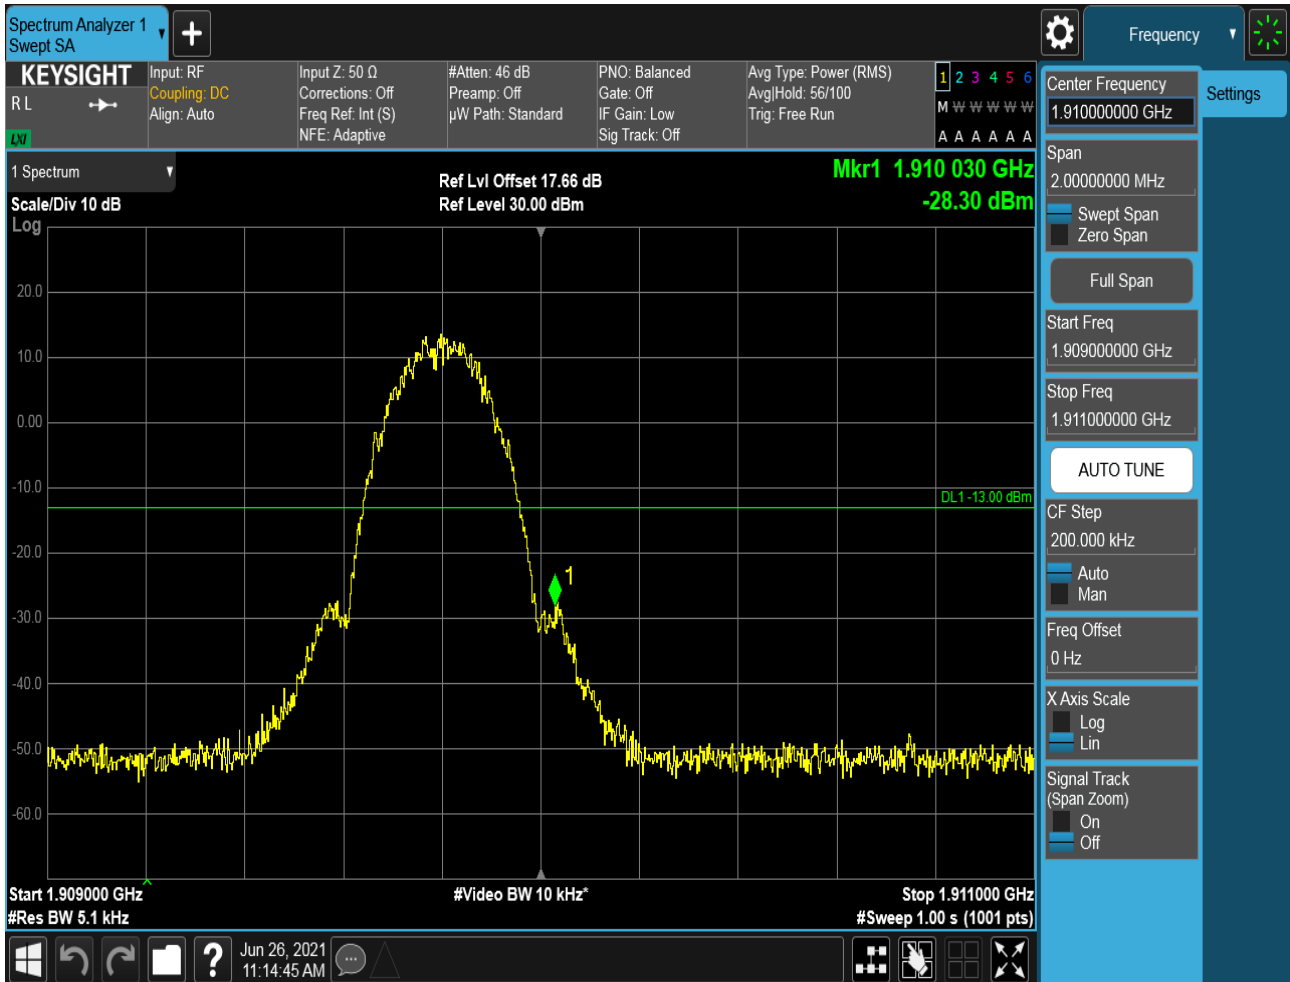 Spectrum Analyzer 1
Swept SA
Frequency
KEYSIGHT
R L
LXI
Input: RF
Coupling: DC
Align: Auto
Input Z: 50 Ω
Corrections: Off
Freq Ref: Int (S)
NFE: Adaptive
#Atten: 46 dB
Preamp: Off
µW Path: Standard
PNO: Balanced
Gate: Off
IF Gain: Low
Sig Track: Off
Avg Type: Power (RMS)
Avg|Hold: 56/100
Trig: Free Run
1 2 3 4 5 6
M W W W W W
A A A A A A
1 Spectrum
Scale/Div 10 dB
Log
Ref Lvl Offset 17.66 dB
Ref Level 30.00 dBm
Mkr1 1.910 030 GHz
-28.30 dBm
20.0
10.0
0.00
-10.0
-20.0
-30.0
-40.0
-50.0
-60.0
DL1 -13.00 dBm
1
Start 1.909000 GHz
#Res BW 5.1 kHz
#Video BW 10 kHz*
Stop 1.911000 GHz
#Sweep 1.00 s (1001 pts)
Jun 26, 2021
11:14:45 AM
Center Frequency
1.910000000 GHz
Settings
Span
2.00000000 MHz
Swept Span
Zero Span
Full Span
Start Freq
1.909000000 GHz
Stop Freq
1.911000000 GHz
AUTO TUNE
CF Step
200.000 kHz
Auto
Man
Freq Offset
0 Hz
X Axis Scale
Log
Lin
Signal Track
(Span Zoom)
On
Off